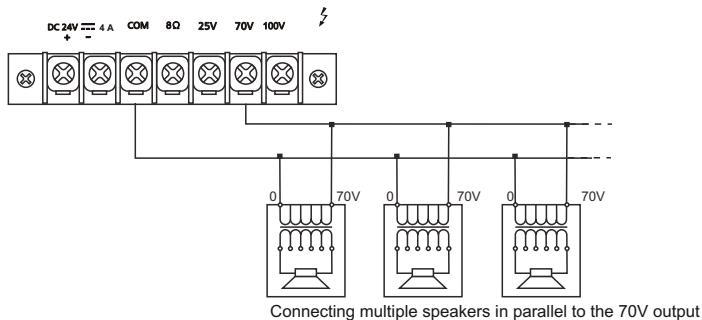 DC 24V 4 A COM 8Ω 25V 70V 100V
+ -
0 70V 0 70V 0 70V
Connecting multiple speakers in parallel to the 70V output